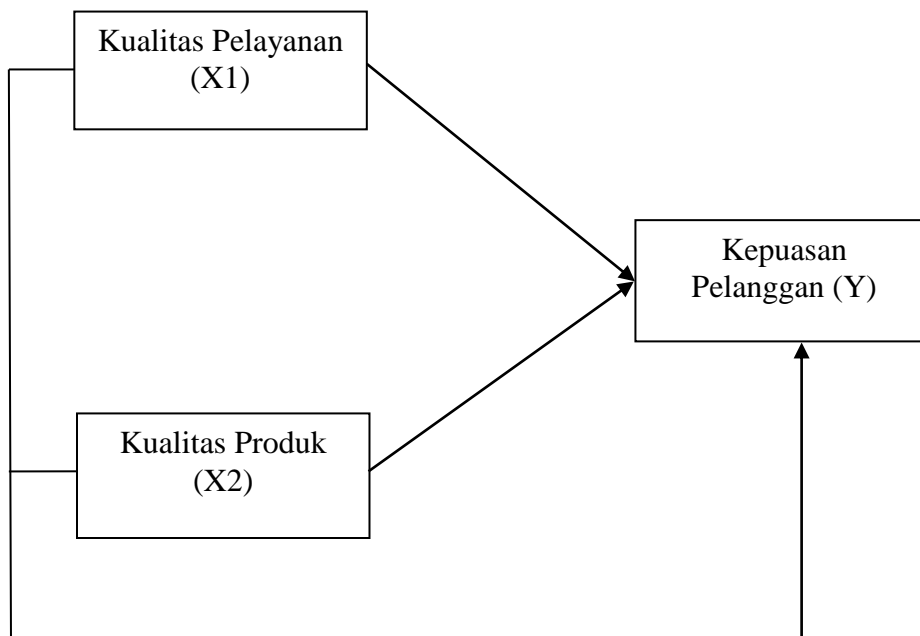 Kualitas Pelayanan
(X1)
Kepuasan
Pelanggan (Y)
Kualitas Produk
(X2)